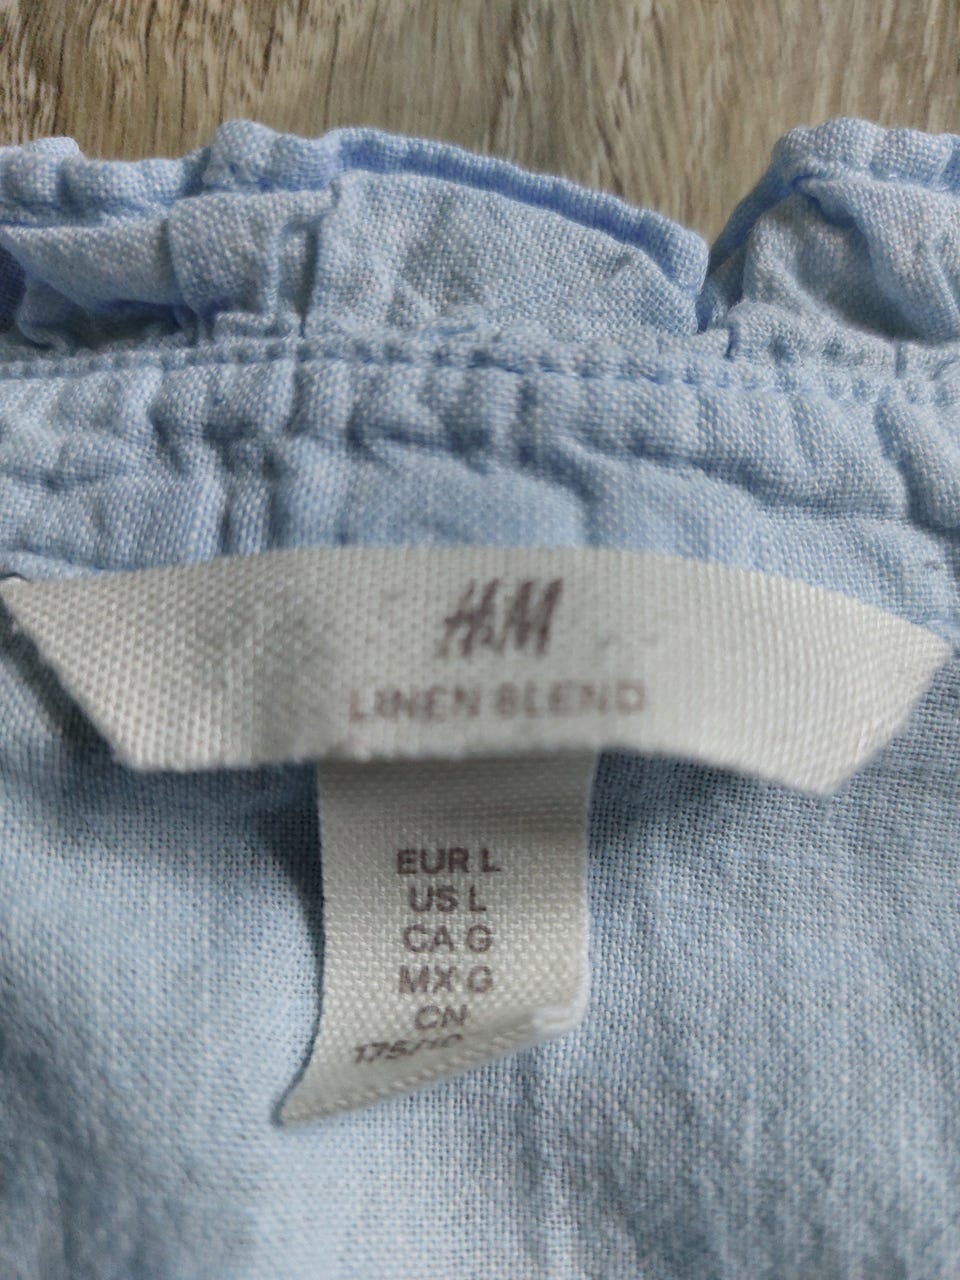 H&M
LINEN BLEND
EUR L
US L
CA G
MX G
CN